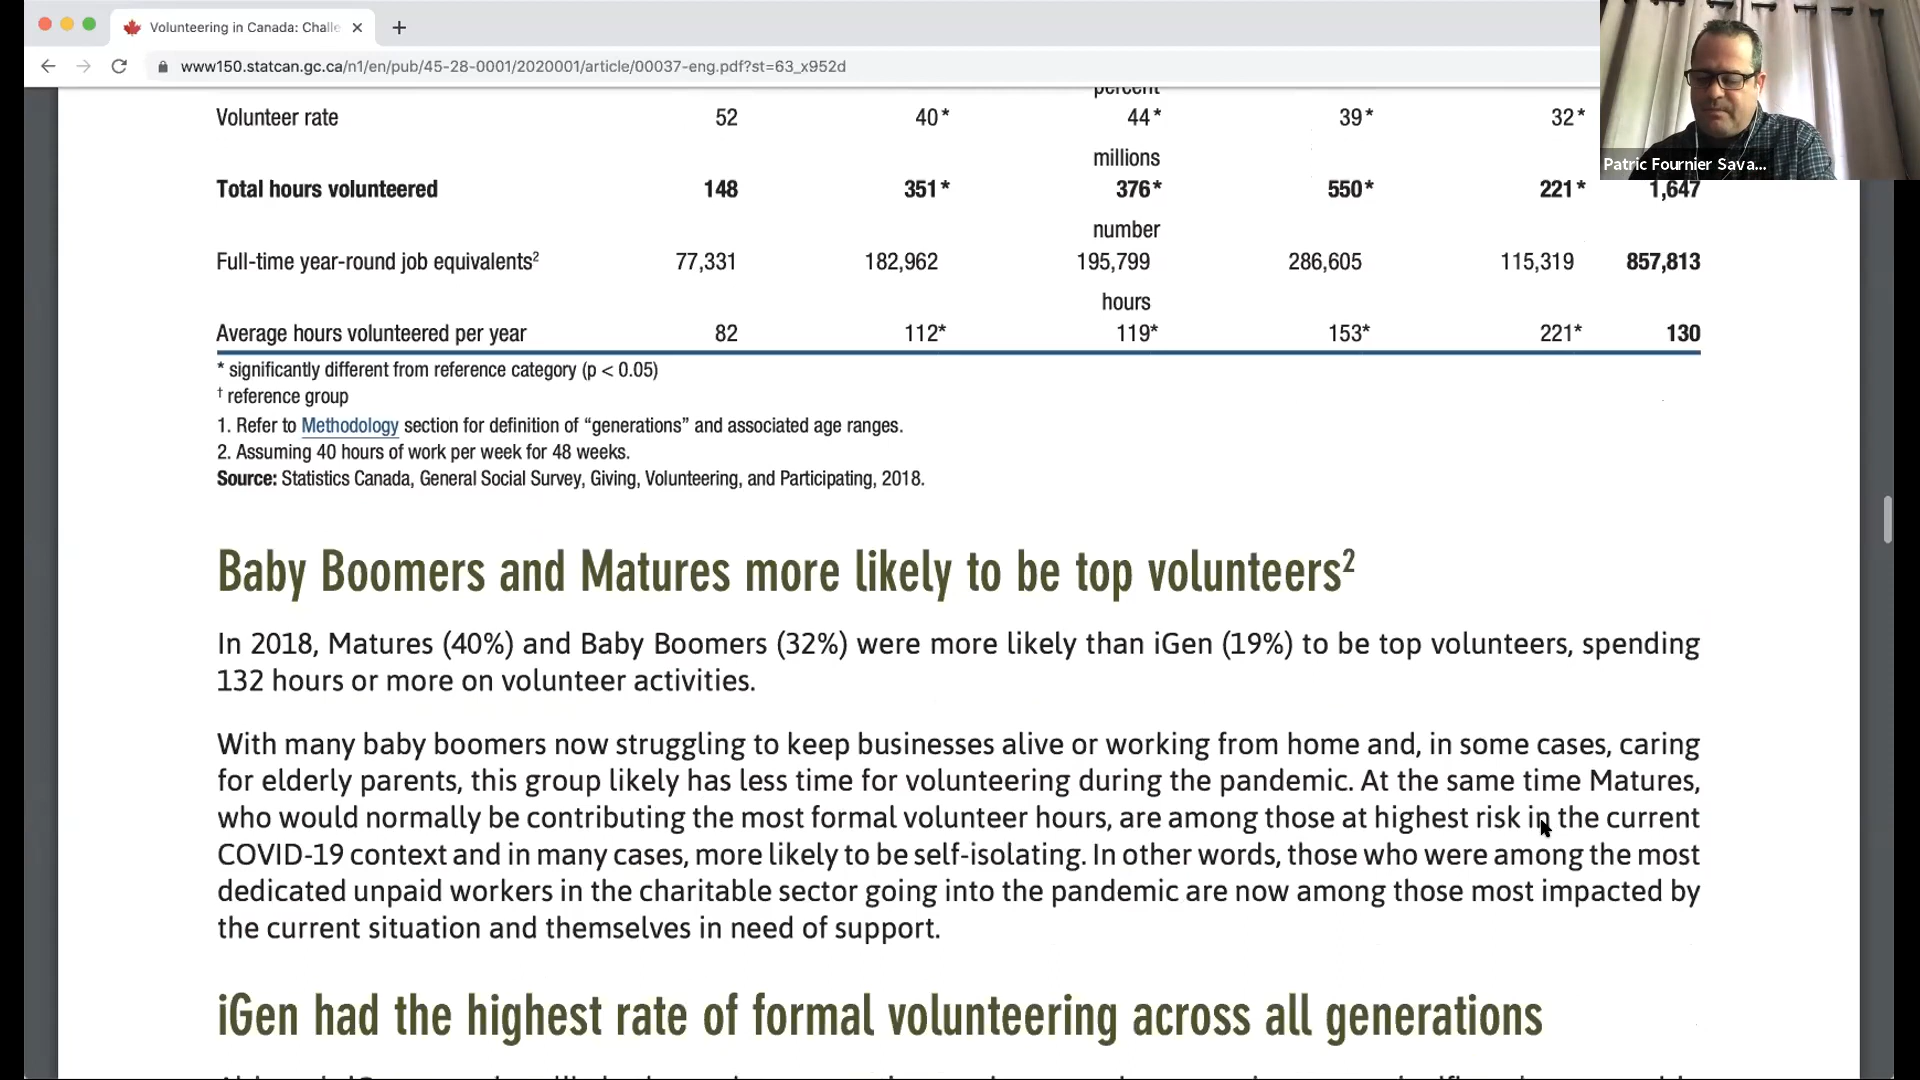 Volunteering in Canada: Challe
www150.statcan.gc.ca/n1/en/pub/45-28-0001/2020001/article/00037-eng.pdf?st=63_x952d
Patric Fournier Sava...
percent
Volunteer rate 52 40* 44* 39* 32*
millions
Total hours volunteered 148 351* 376* 550* 221* 1,647
number
Full-time year-round job equivalents² 77,331 182,962 195,799 286,605 115,319 857,813
hours
Average hours volunteered per year 82 112* 119* 153* 221* 130
* significantly different from reference category (p < 0.05)
† reference group
1. Refer to Methodology section for definition of “generations” and associated age ranges.
2. Assuming 40 hours of work per week for 48 weeks.
Source: Statistics Canada, General Social Survey, Giving, Volunteering, and Participating, 2018.
Baby Boomers and Matures more likely to be top volunteers²
In 2018, Matures (40%) and Baby Boomers (32%) were more likely than iGen (19%) to be top volunteers, spending
132 hours or more on volunteer activities.
With many baby boomers now struggling to keep businesses alive or working from home and, in some cases, caring
for elderly parents, this group likely has less time for volunteering during the pandemic. At the same time Matures,
who would normally be contributing the most formal volunteer hours, are among those at highest risk in the current
COVID-19 context and in many cases, more likely to be self-isolating. In other words, those who were among the most
dedicated unpaid workers in the charitable sector going into the pandemic are now among those most impacted by
the current situation and themselves in need of support.
iGen had the highest rate of formal volunteering across all generations